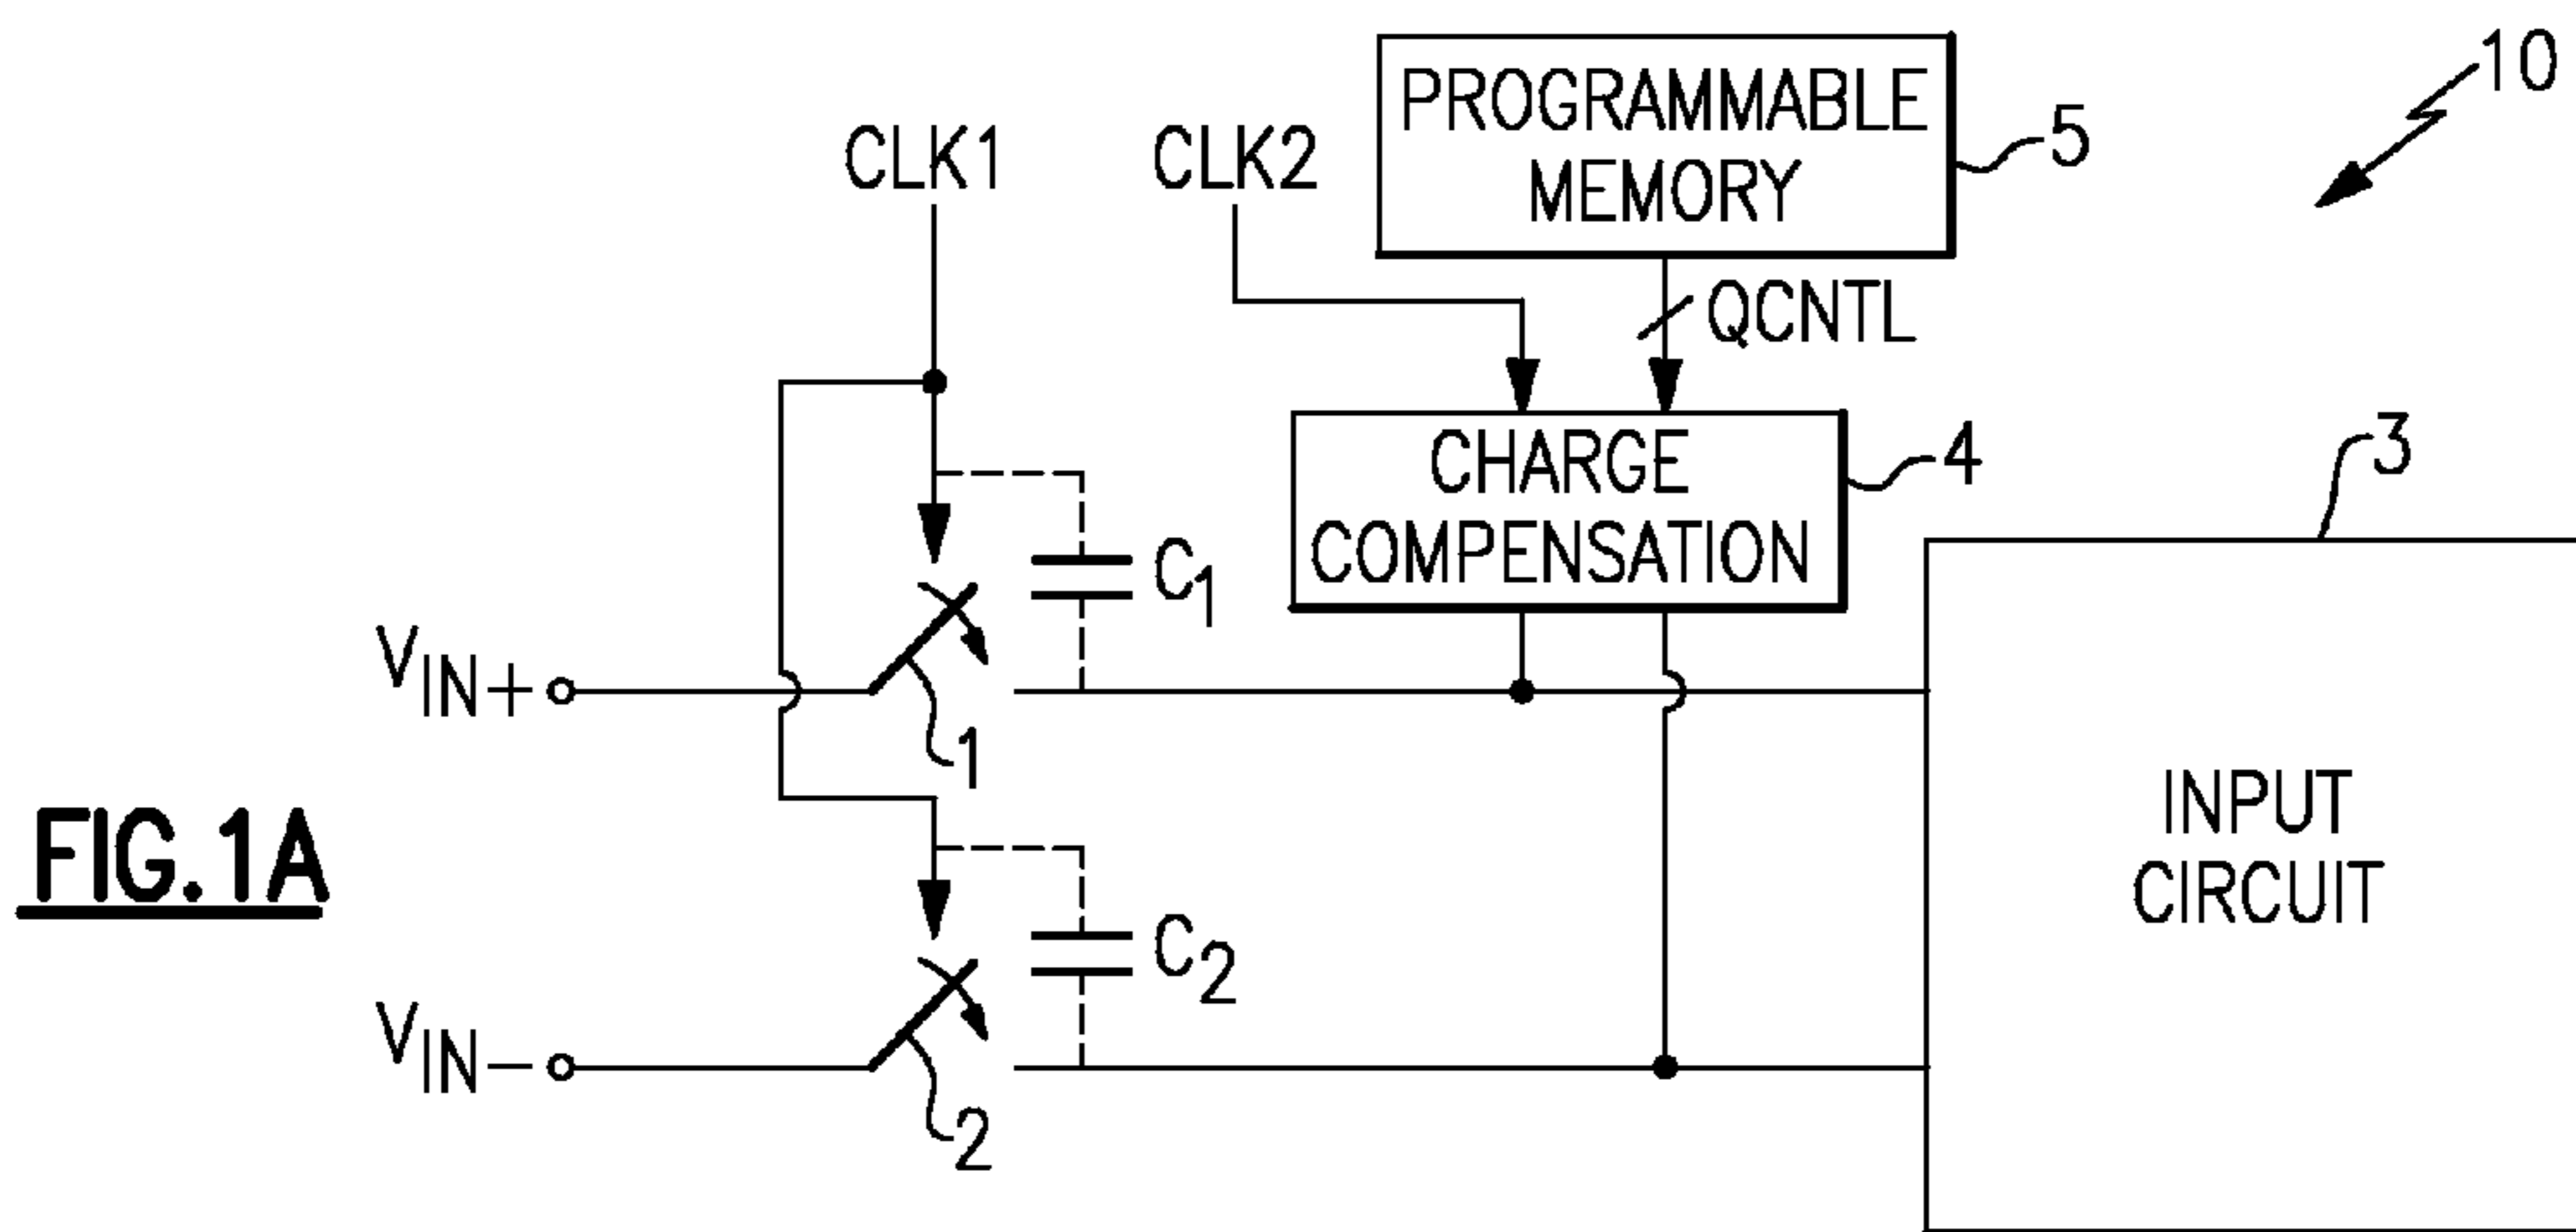 10
PROGRAMMABLE
MEMORY
5
CLK1
CLK2
QCNTL
CHARGE
COMPENSATION
4
3
C1
VIN+
1
INPUT
CIRCUIT
FIG.1A
C2
VIN-
2